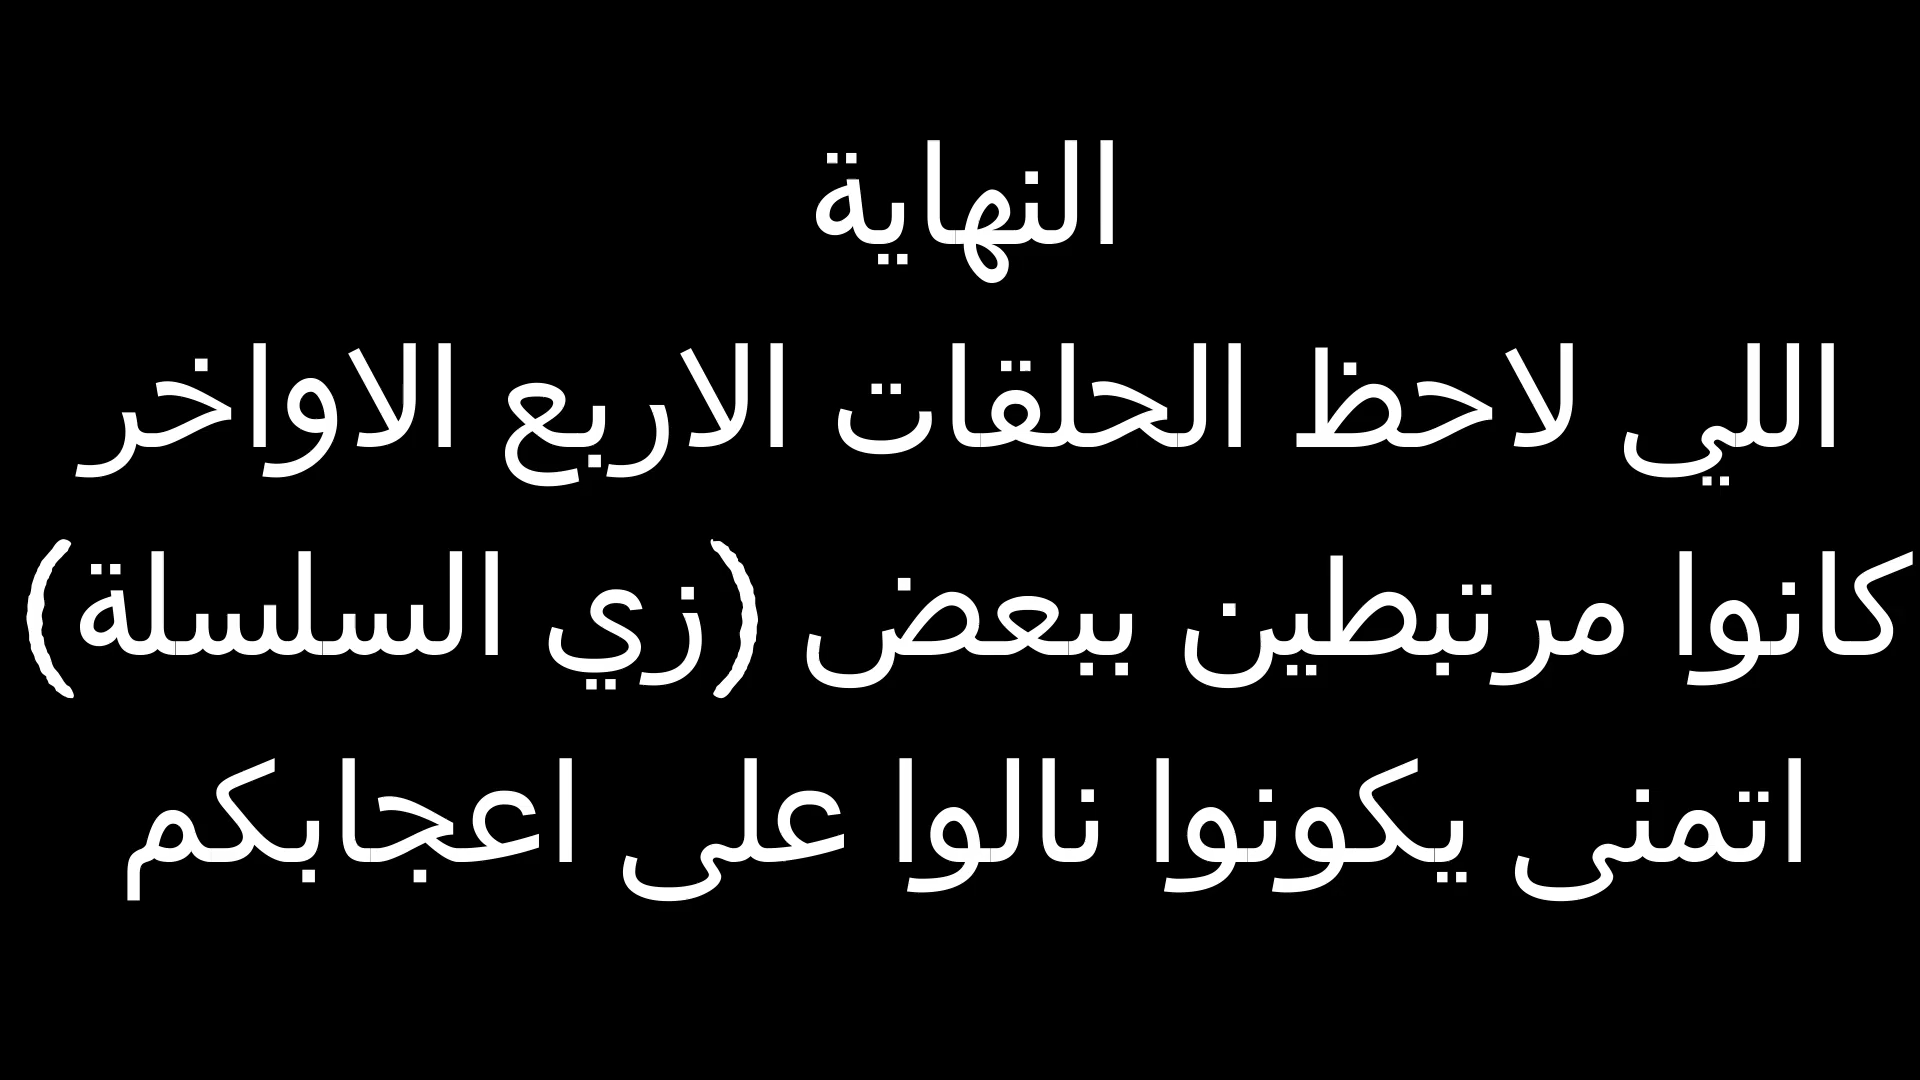 النهاية
اللي لاحظ الحلقات الاربع الاواخر
كانوا مرتبطين ببعض (زي السلسلة)
اتمنى يكونوا نالوا على اعجابكم